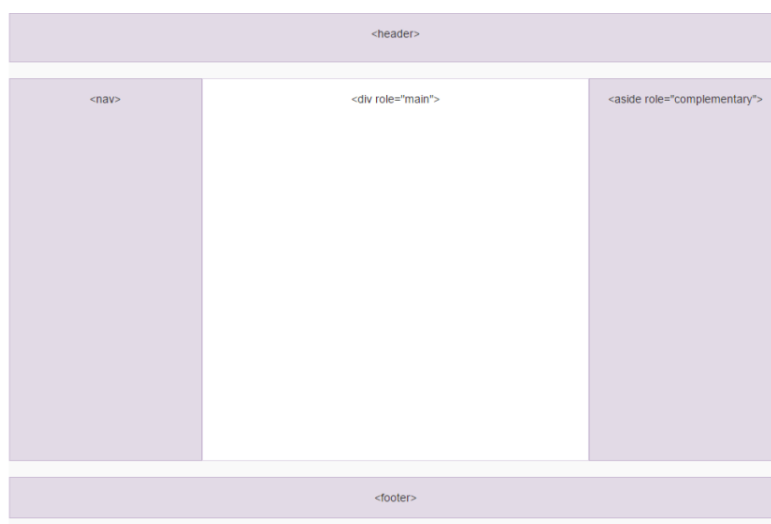 <header>
<nav>
<div role="main">
<aside role="complementary">
<footer>